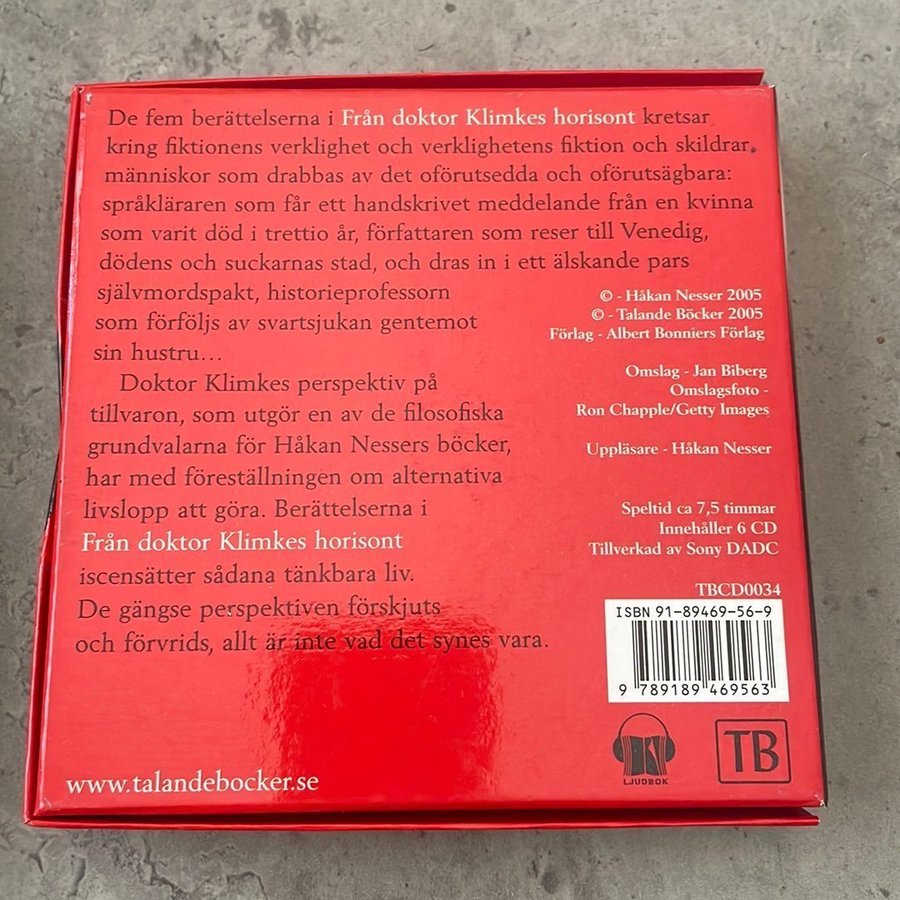 De fem berättelserna i Från doktor Klimkes horisont kretsar
kring fiktionens verklighet och verklighetens fiktion och skildrar
människor som drabbas av det oförutsedda och oförutsägbara:
språkläraren som får ett handskrivet meddelande från en kvinna
som varit död i trettio år, författaren som reser till Venedig,
dödens och suckarnas stad, och dras in i ett älskande pars
självmordspakt, historieprofessorn
som förföljs av svartsjukan gentemot
sin hustru...
Doktor Klimkes perspektiv på
tillvaron, som utgör en av de filosofiska
grundvalarna för Håkan Nessers böcker,
har med föreställningen om alternativa
livslopp att göra. Berättelserna i
Från doktor Klimkes horisont
iscensätter sådana tänkbara liv.
De gängse perspektiven förskjuts
och förvrids, allt är inte vad det synes vara.
© - Håkan Nesser 2005
© - Talande Böcker 2005
Förlag - Albert Bonniers Förlag
Omslag - Jan Biberg
Omslagsfoto -
Ron Chapple/Getty Images
Uppläsare - Håkan Nesser
Speltid ca 7,5 timmar
Innehåller 6 CD
Tillverkad av Sony DADC
TBCD0034
ISBN 91-89469-56-9
9 789189 469563
LJUDBOK
TB
www.talandebocker.se